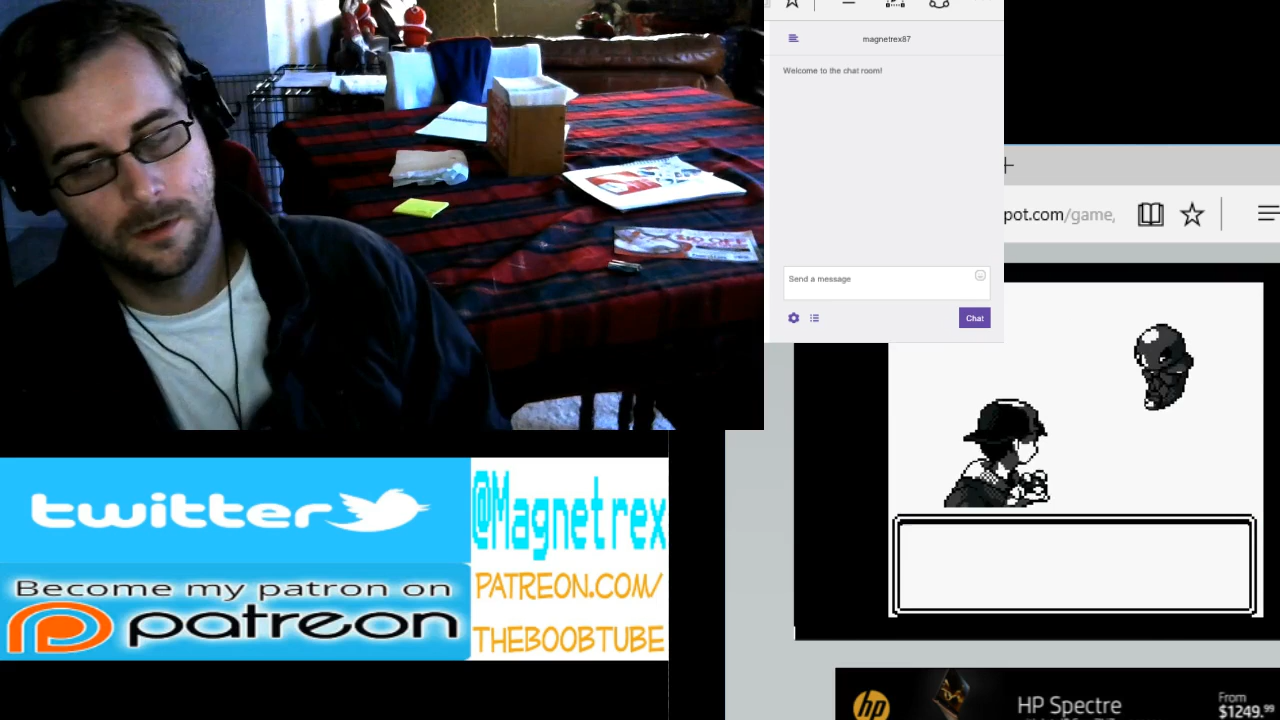 magnetrex87
Welcome to the chat room!
Send a message
Chat
pot.com/game,
twitter
@Magnetrex
Become my patron on
patreon
PATREON.COM/
THEBOOBTUBE
hp
HP Spectre
From
$1249.99